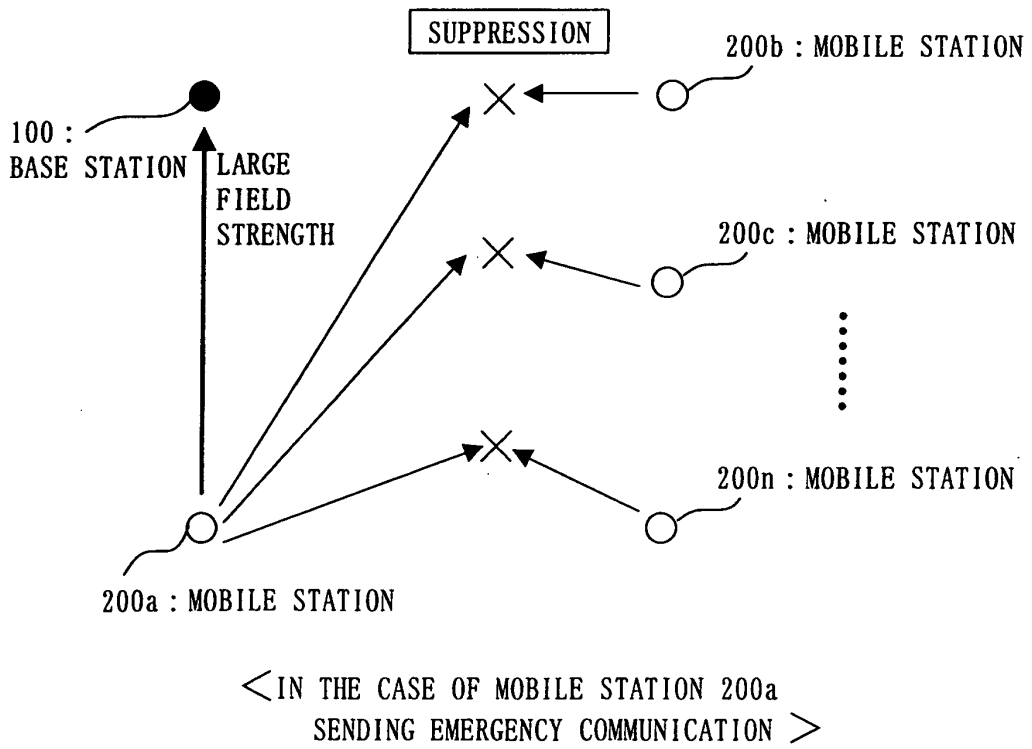 SUPPRESSION
200b : MOBILE STATION
100 :
BASE STATION
LARGE
FIELD
STRENGTH
200c : MOBILE STATION
200n : MOBILE STATION
200a : MOBILE STATION
<IN THE CASE OF MOBILE STATION 200a
SENDING EMERGENCY COMMUNICATION >